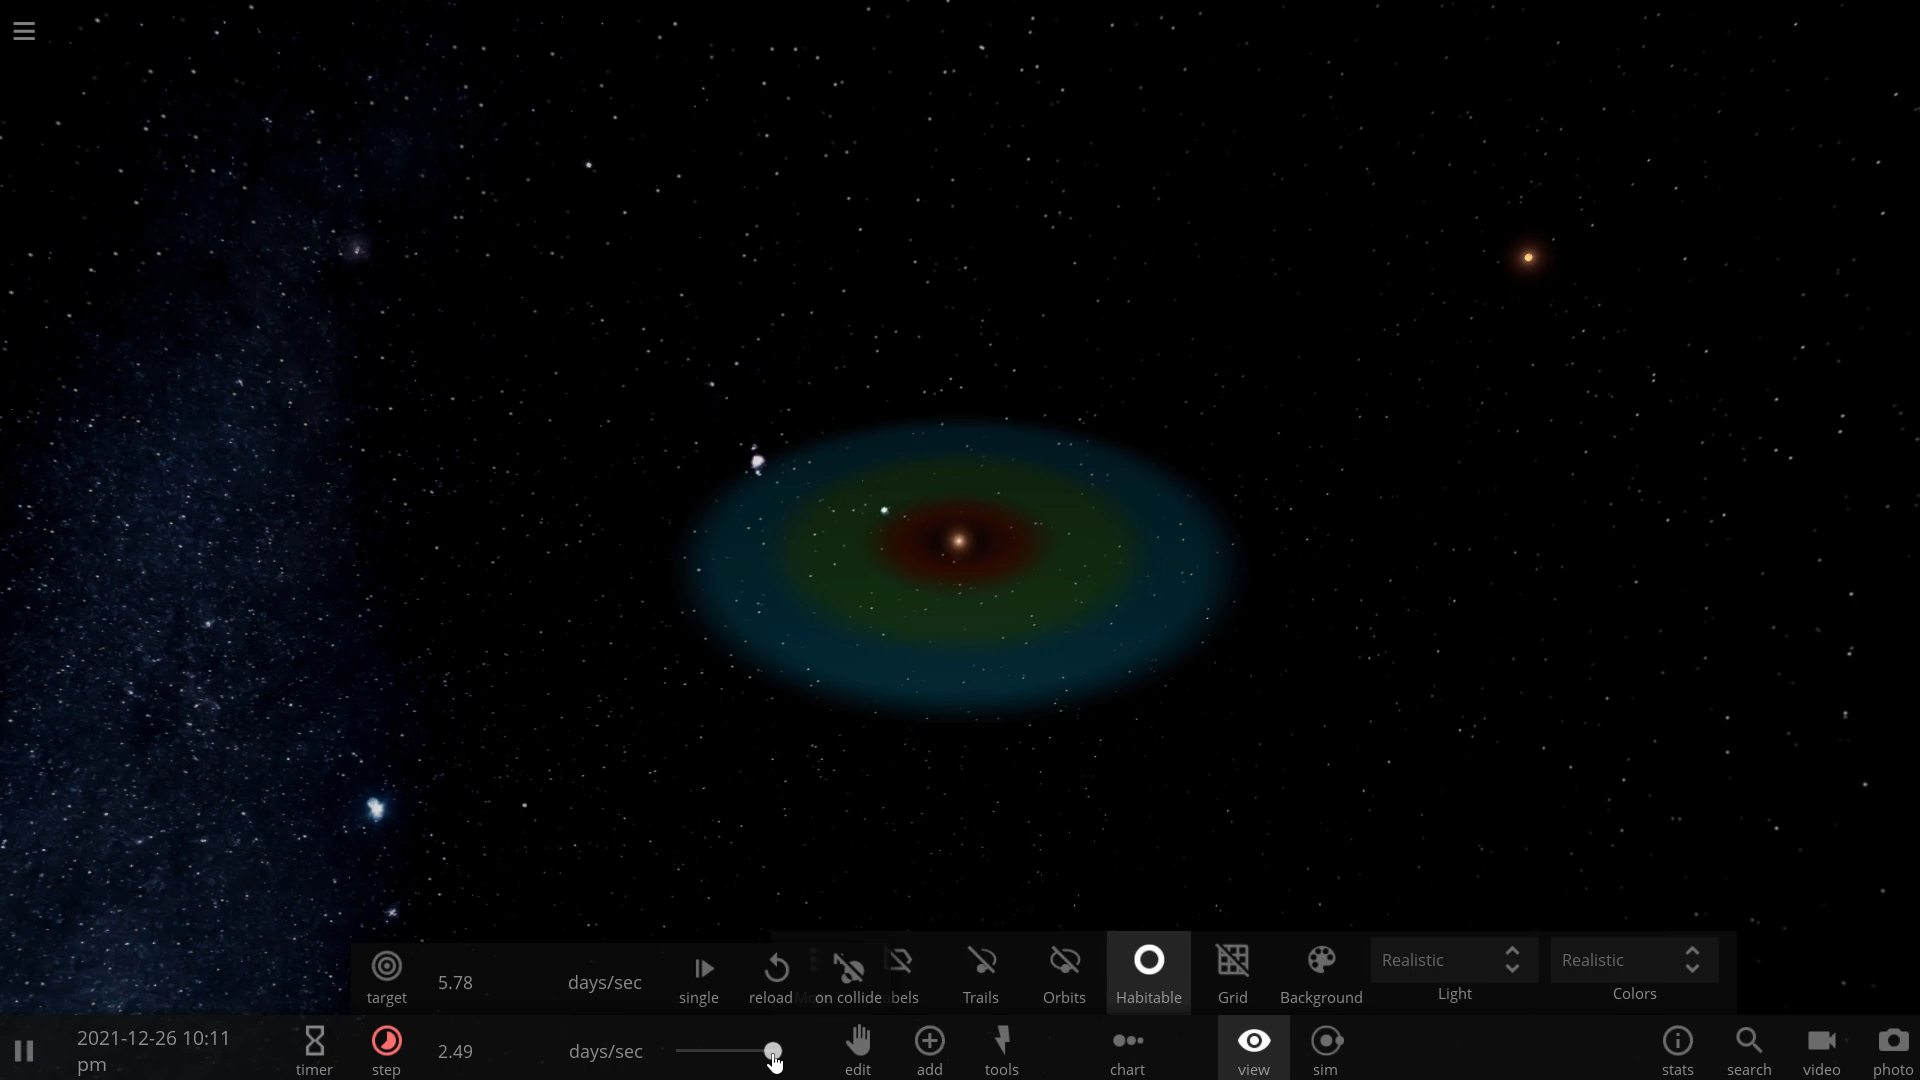 target
5.78
days/sec
single
reload
on collide
bels
Trails
Orbits
Habitable
Grid
Background
Realistic
Light
Realistic
Colors
2021-12-26 10:11
pm
timer
step
2.49
days/sec
edit
add
tools
chart
view
sim
stats
search
video
photo